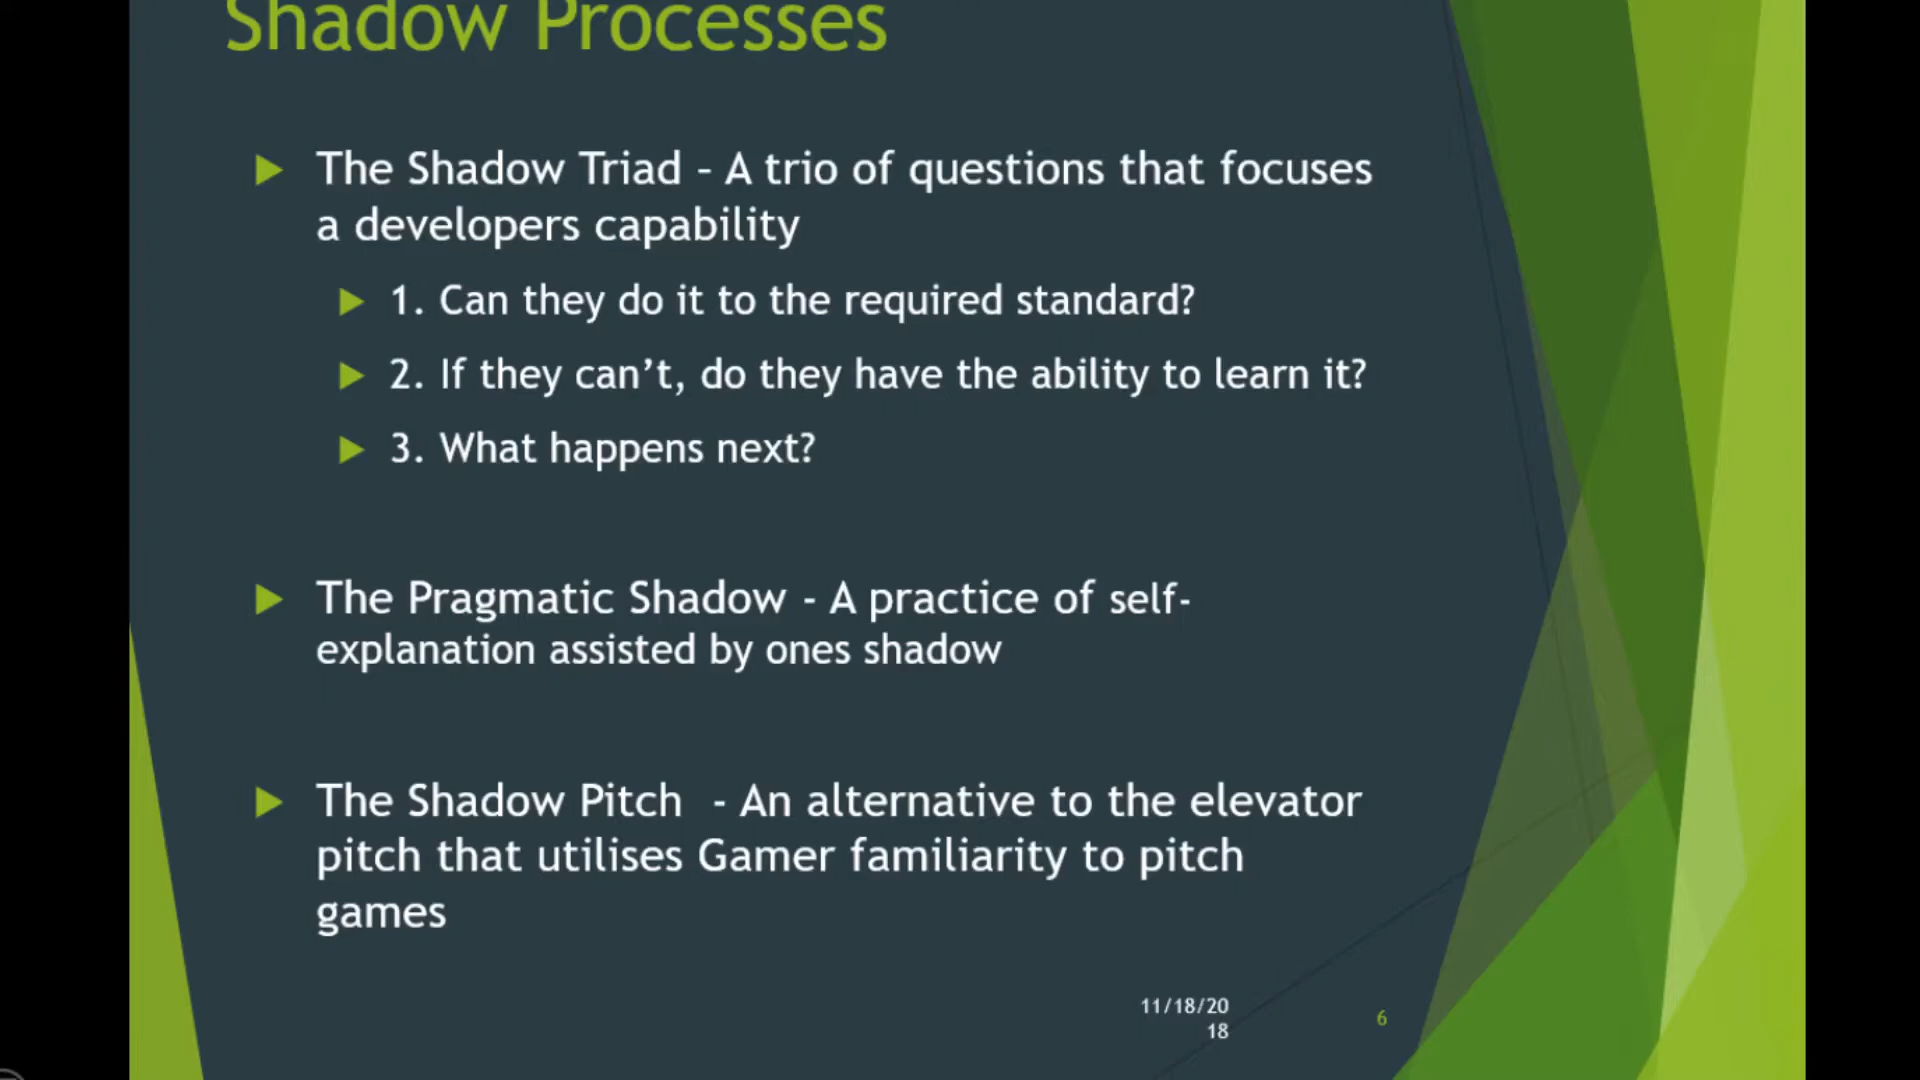 Shadow Processes
The Shadow Triad – A trio of questions that focuses
a developers capability
1. Can they do it to the required standard?
2. If they can’t, do they have the ability to learn it?
3. What happens next?
The Pragmatic Shadow - A practice of self-
explanation assisted by ones shadow
The Shadow Pitch  - An alternative to the elevator
pitch that utilises Gamer familiarity to pitch
games
11/18/20
18
6